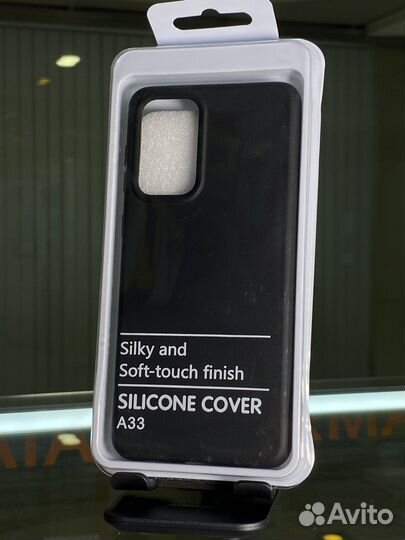 Silky and
Soft-touch finish
SILICONE COVER
A33
Avito